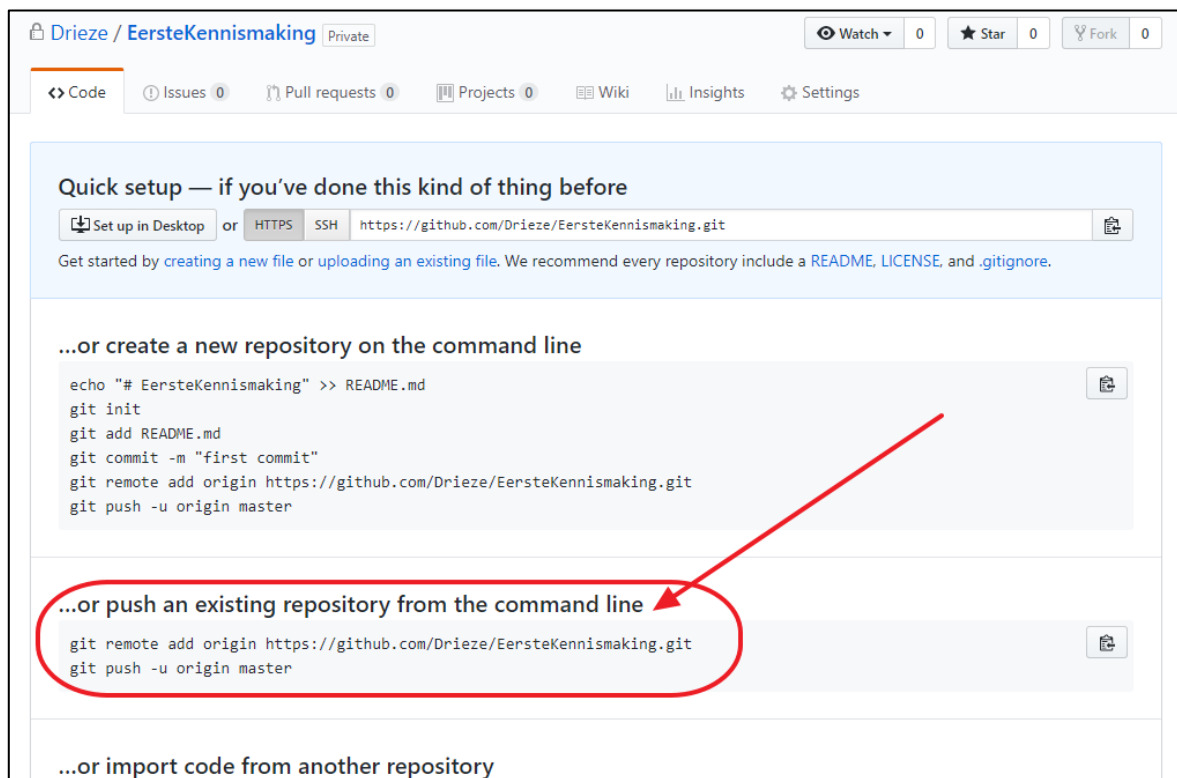 Drieze / EersteKennismaking Private
Watch 0 Star 0 Fork 0
Code Issues 0 Pull requests 0 Projects 0 Wiki Insights Settings
Quick setup — if you’ve done this kind of thing before
Set up in Desktop or HTTPS SSH https://github.com/Drieze/EersteKennismaking.git
Get started by creating a new file or uploading an existing file. We recommend every repository include a README, LICENSE, and .gitignore.
…or create a new repository on the command line
echo "# EersteKennismaking" >> README.md
git init
git add README.md
git commit -m "first commit"
git remote add origin https://github.com/Drieze/EersteKennismaking.git
git push -u origin master
…or push an existing repository from the command line
git remote add origin https://github.com/Drieze/EersteKennismaking.git
git push -u origin master
…or import code from another repository